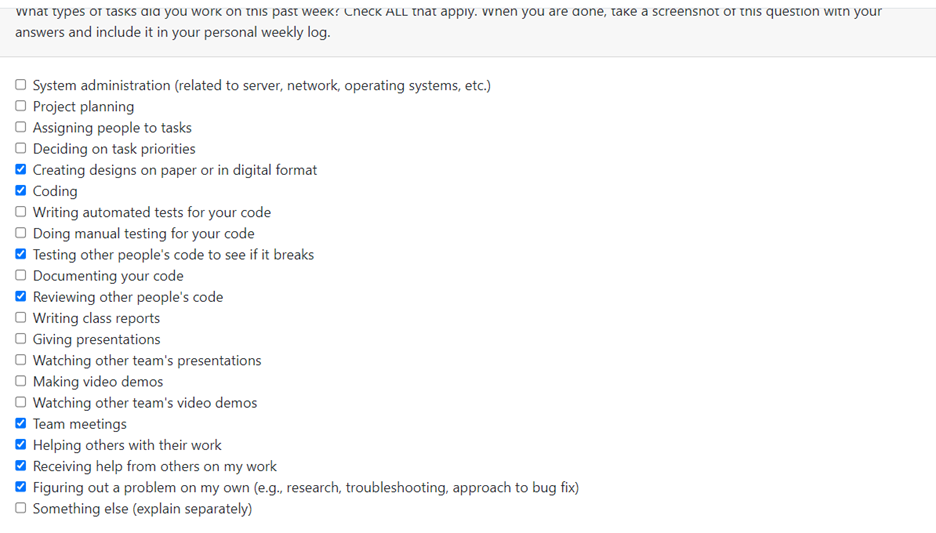 What types of tasks did you work on this past week? Check ALL that apply. When you are done, take a screenshot of this question with your
answers and include it in your personal weekly log.
System administration (related to server, network, operating systems, etc.)
Project planning
Assigning people to tasks
Deciding on task priorities
Creating designs on paper or in digital format
Coding
Writing automated tests for your code
Doing manual testing for your code
Testing other people's code to see if it breaks
Documenting your code
Reviewing other people's code
Writing class reports
Giving presentations
Watching other team's presentations
Making video demos
Watching other team's video demos
Team meetings
Helping others with their work
Receiving help from others on my work
Figuring out a problem on my own (e.g., research, troubleshooting, approach to bug fix)
Something else (explain separately)